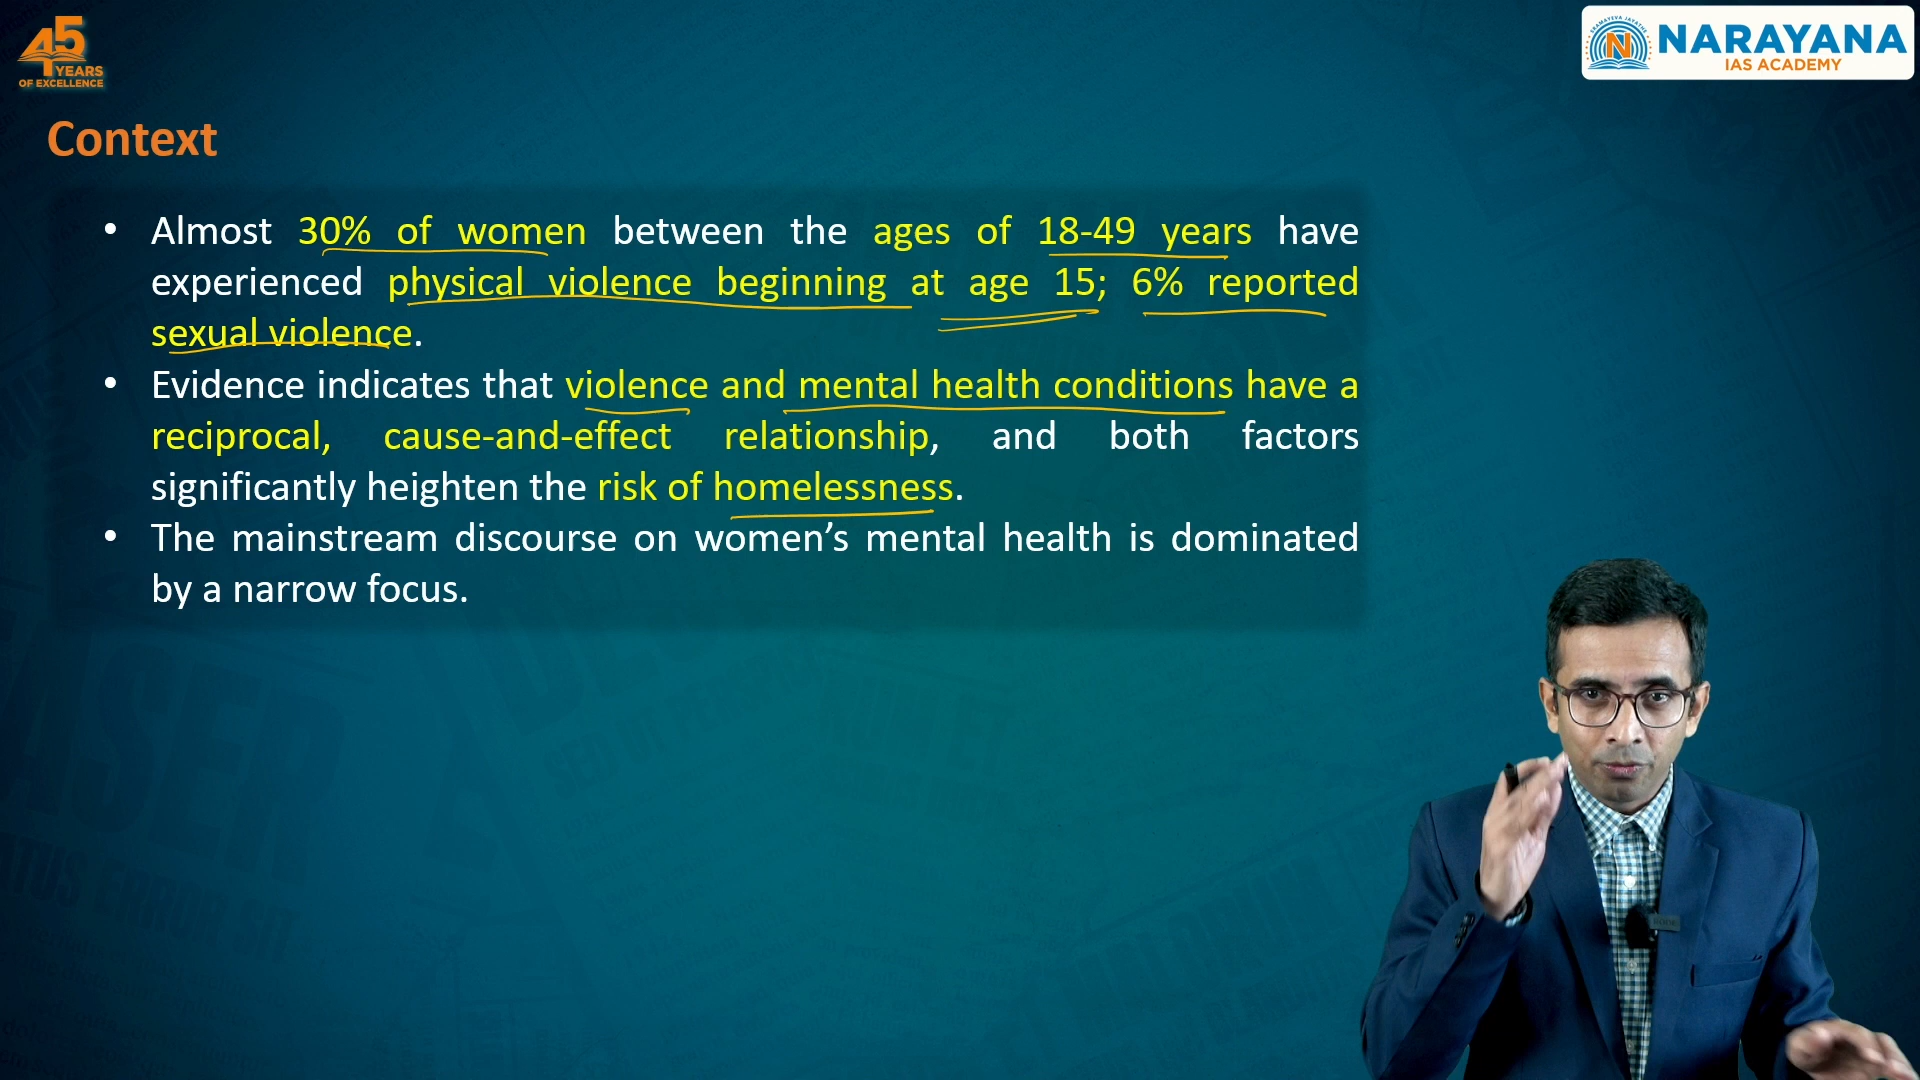 45
YEARS
OF EXCELLENCE
NARAYANA
IAS ACADEMY
Context
• Almost 30% of women between the ages of 18-49 years have
experienced physical violence beginning at age 15; 6% reported
sexual violence.
• Evidence indicates that violence and mental health conditions have a
reciprocal, cause-and-effect relationship, and both factors
significantly heighten the risk of homelessness.
• The mainstream discourse on women’s mental health is dominated
by a narrow focus.